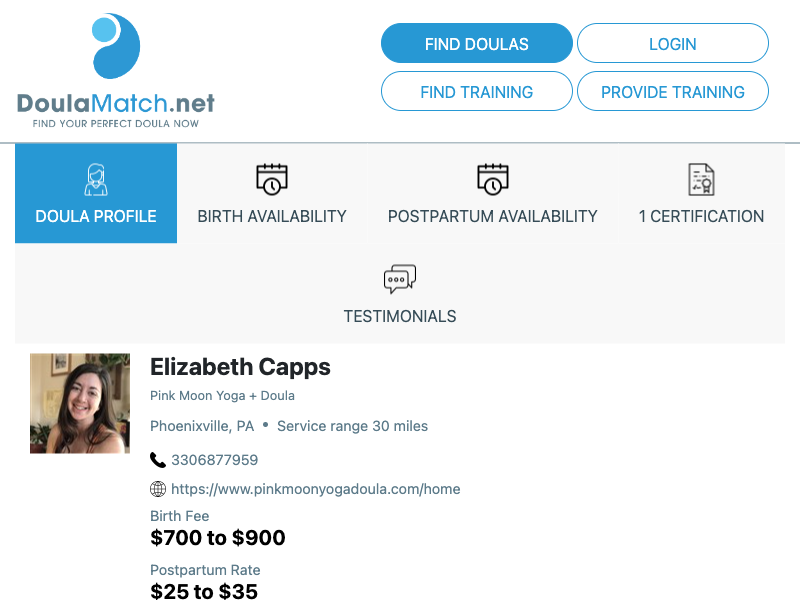 DoulaMatch.net
FIND YOUR PERFECT DOULA NOW
FIND DOULAS
LOGIN
FIND TRAINING
PROVIDE TRAINING
DOULA PROFILE
BIRTH AVAILABILITY
POSTPARTUM AVAILABILITY
1 CERTIFICATION
TESTIMONIALS
Elizabeth Capps
Pink Moon Yoga + Doula
Phoenixville, PA • Service range 30 miles
3306877959
https://www.pinkmoonyogadoula.com/home
Birth Fee
$700 to $900
Postpartum Rate
$25 to $35